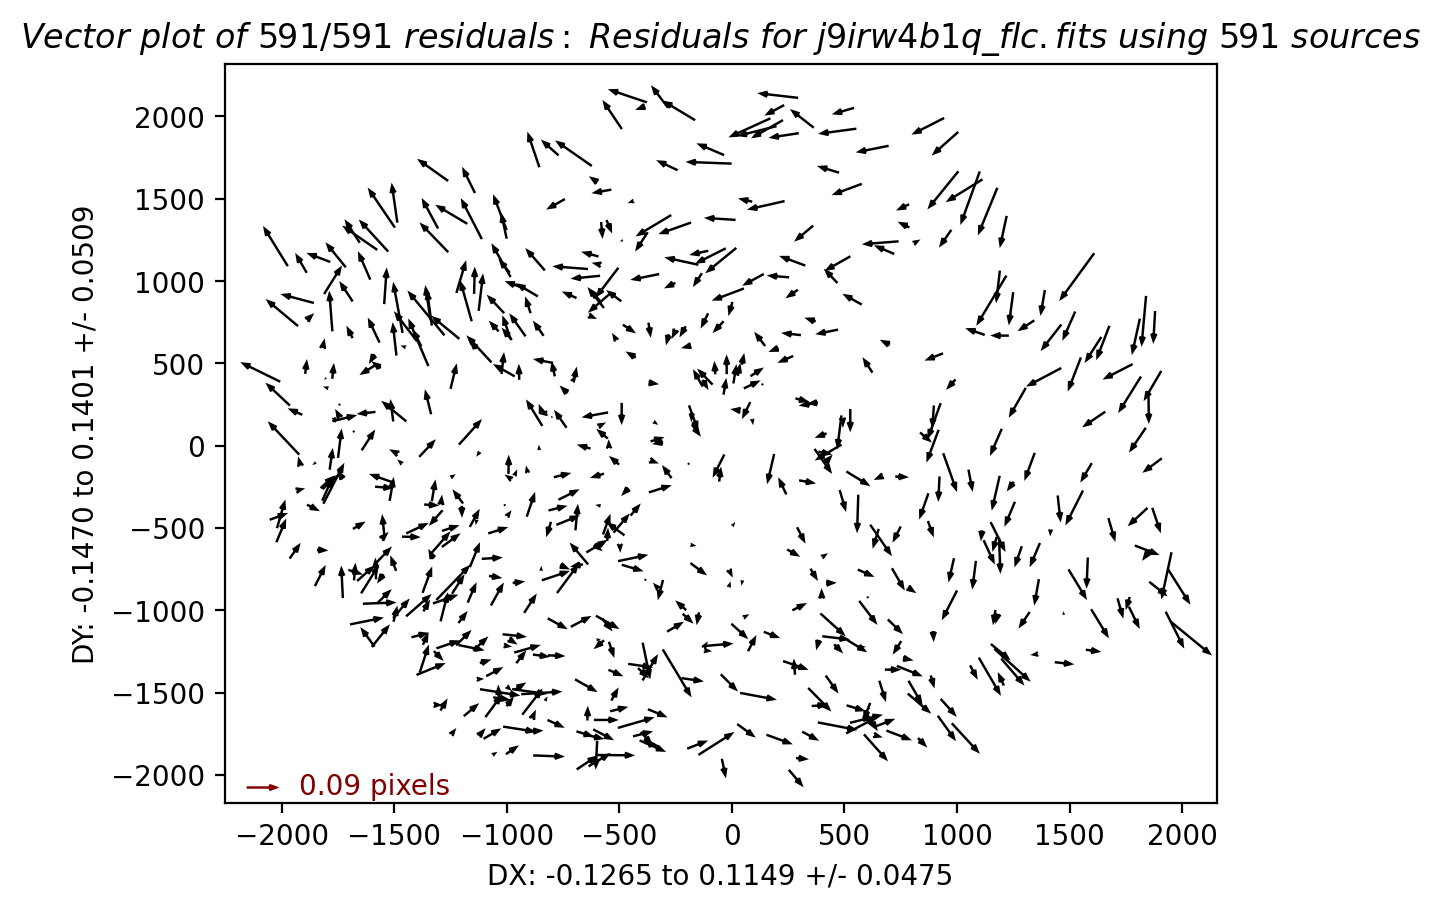 Vector plot of 591/591 residuals: Residuals for j9irw4b1q_flc.fits using 591 sources
2000
1500
1000
500
0
−500
−1000
−1500
−2000
DY: -0.1470 to 0.1401 +/- 0.0509
0.09 pixels
−2000 −1500 −1000 −500 0 500 1000 1500 2000
DX: -0.1265 to 0.1149 +/- 0.0475